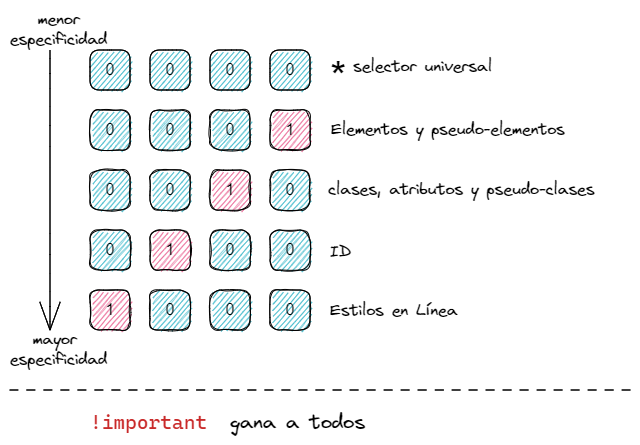 menor
especificidad
0 0 0 0 * selector universal
0 0 0 1 Elementos y pseudo-elementos
0 0 1 0 clases, atributos y pseudo-clases
0 1 0 0 ID
1 0 0 0 Estilos en Línea
mayor
especificidad
!important gana a todos